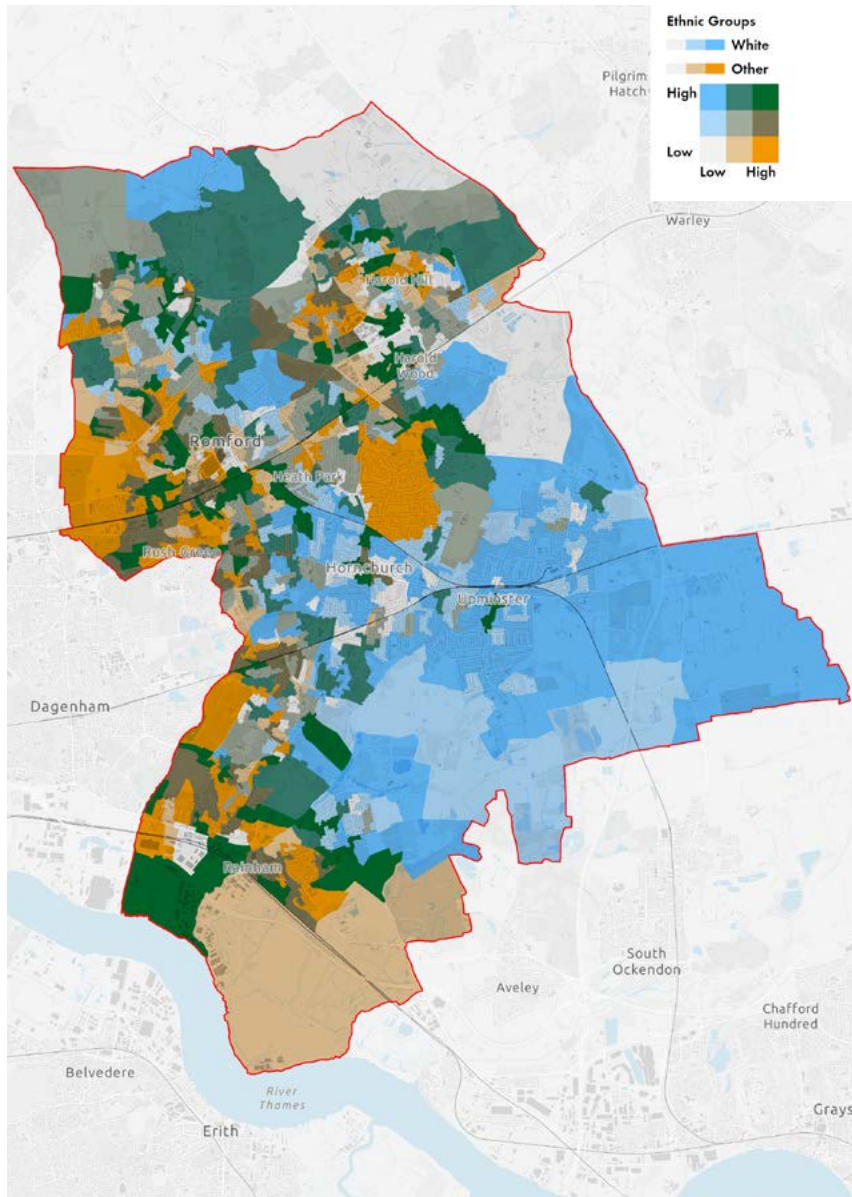 Ethnic Groups
White
Other
High
Low
Low High
Pilgrim
Hatch
Warley
Harold Hill
Harold
Wood
Romford
Heath Park
Rush Green
Hornchurch
Upminster
Dagenham
Rainham
South
Ockendon
Aveley
Chafford
Hundred
Belvedere
River
Thames
Erith
Grays